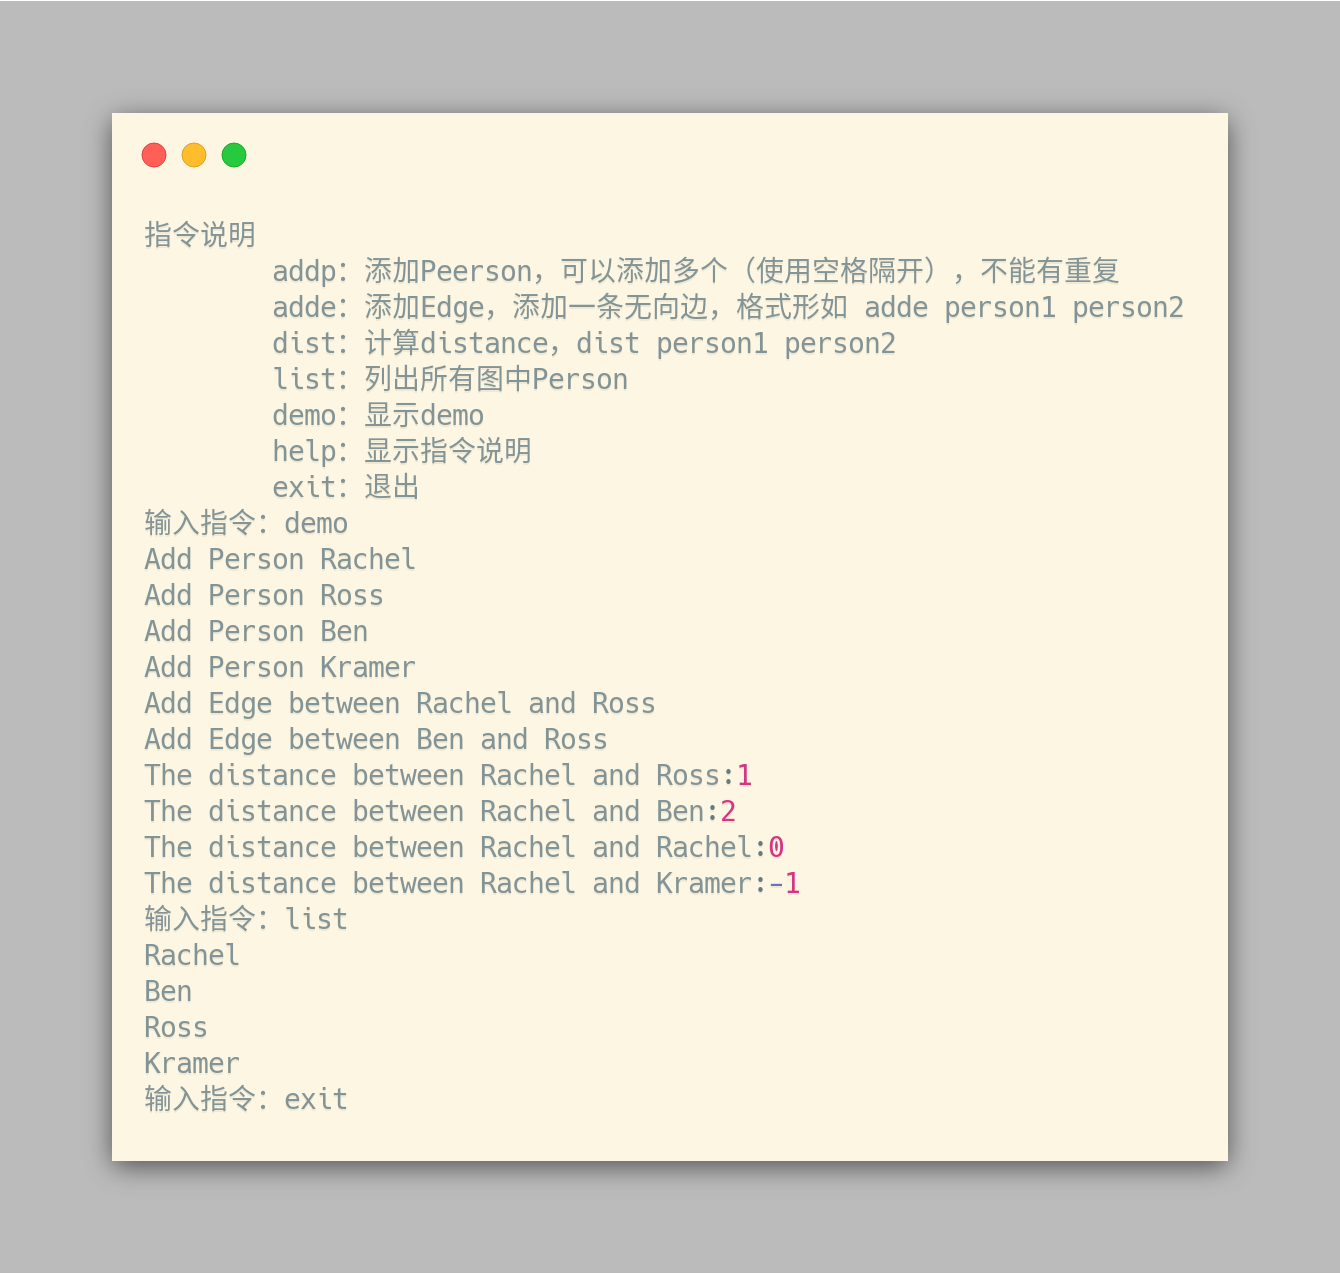 指令说明
addp：添加Peerson，可以添加多个（使用空格隔开），不能有重复
adde：添加Edge，添加一条无向边，格式形如 adde person1 person2
dist：计算distance，dist person1 person2
list：列出所有图中Person
demo：显示demo
help：显示指令说明
exit：退出
输入指令：demo
Add Person Rachel
Add Person Ross
Add Person Ben
Add Person Kramer
Add Edge between Rachel and Ross
Add Edge between Ben and Ross
The distance between Rachel and Ross:1
The distance between Rachel and Ben:2
The distance between Rachel and Rachel:0
The distance between Rachel and Kramer:-1
输入指令：list
Rachel
Ben
Ross
Kramer
输入指令：exit